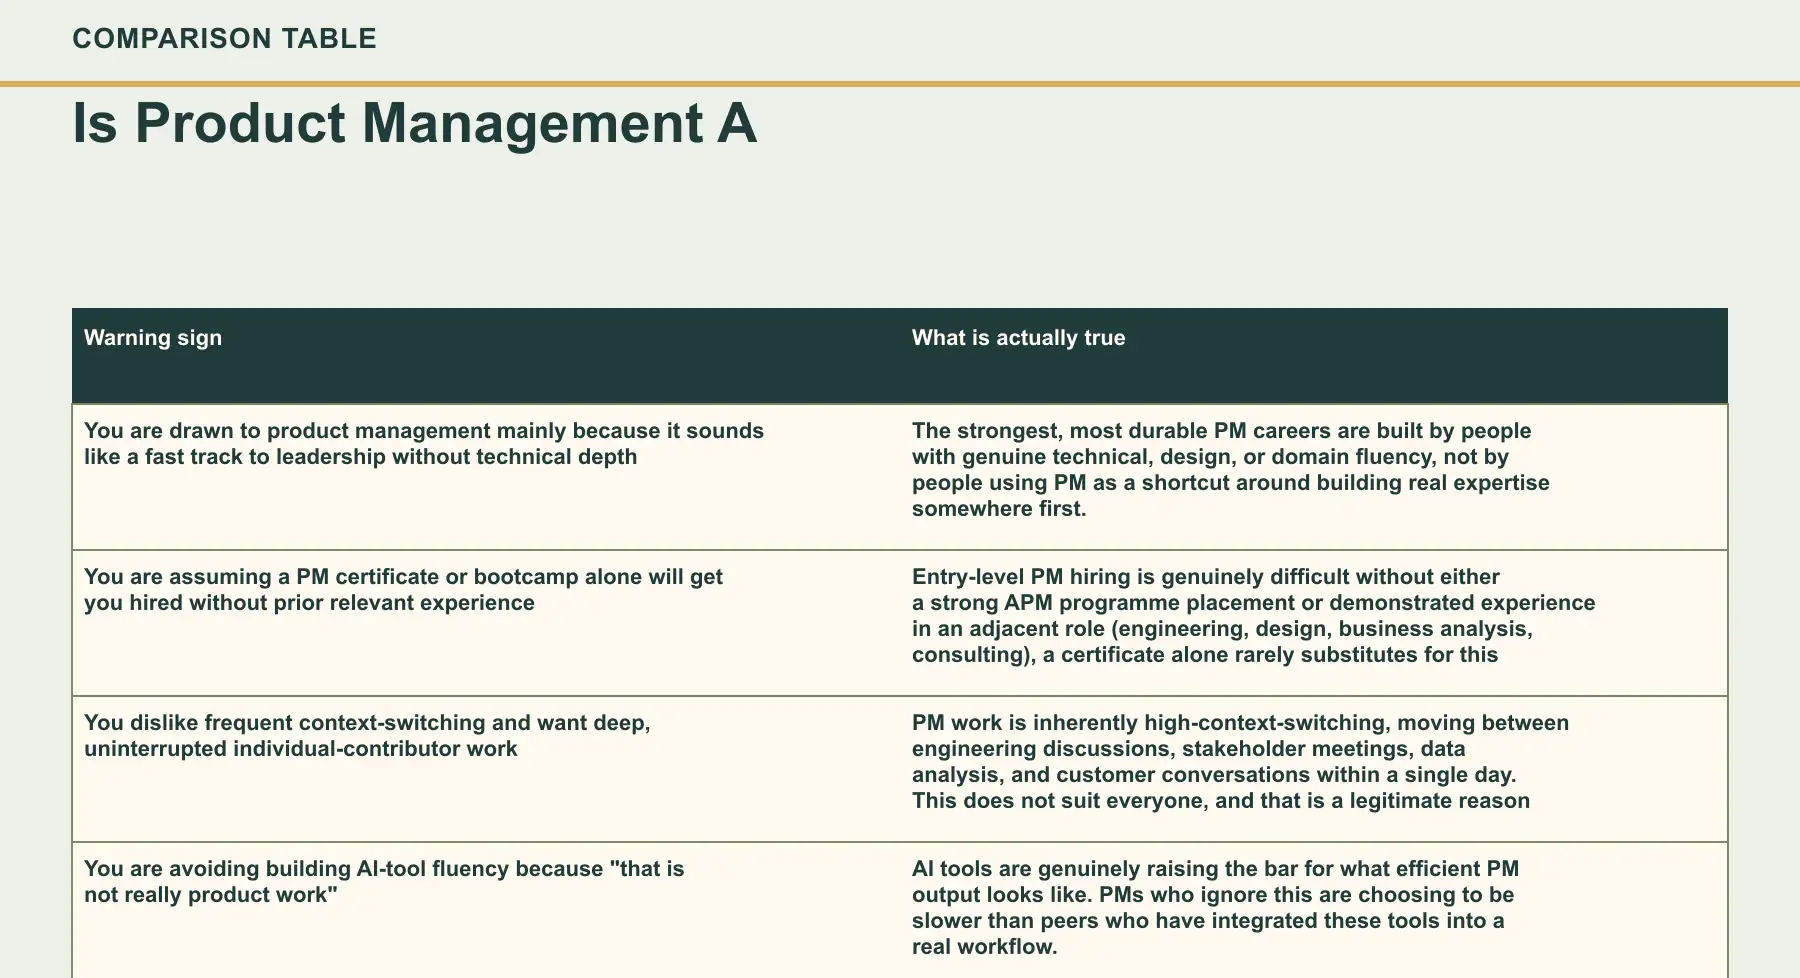 COMPARISON TABLE
Is Product Management A
Warning sign
What is actually true
You are drawn to product management mainly because it sounds
like a fast track to leadership without technical depth
The strongest, most durable PM careers are built by people
with genuine technical, design, or domain fluency, not by
people using PM as a shortcut around building real expertise
somewhere first.
You are assuming a PM certificate or bootcamp alone will get
you hired without prior relevant experience
Entry-level PM hiring is genuinely difficult without either
a strong APM programme placement or demonstrated experience
in an adjacent role (engineering, design, business analysis,
consulting), a certificate alone rarely substitutes for this
You dislike frequent context-switching and want deep,
uninterrupted individual-contributor work
PM work is inherently high-context-switching, moving between
engineering discussions, stakeholder meetings, data
analysis, and customer conversations within a single day.
This does not suit everyone, and that is a legitimate reason
You are avoiding building AI-tool fluency because "that is
not really product work"
AI tools are genuinely raising the bar for what efficient PM
output looks like. PMs who ignore this are choosing to be
slower than peers who have integrated these tools into a
real workflow.